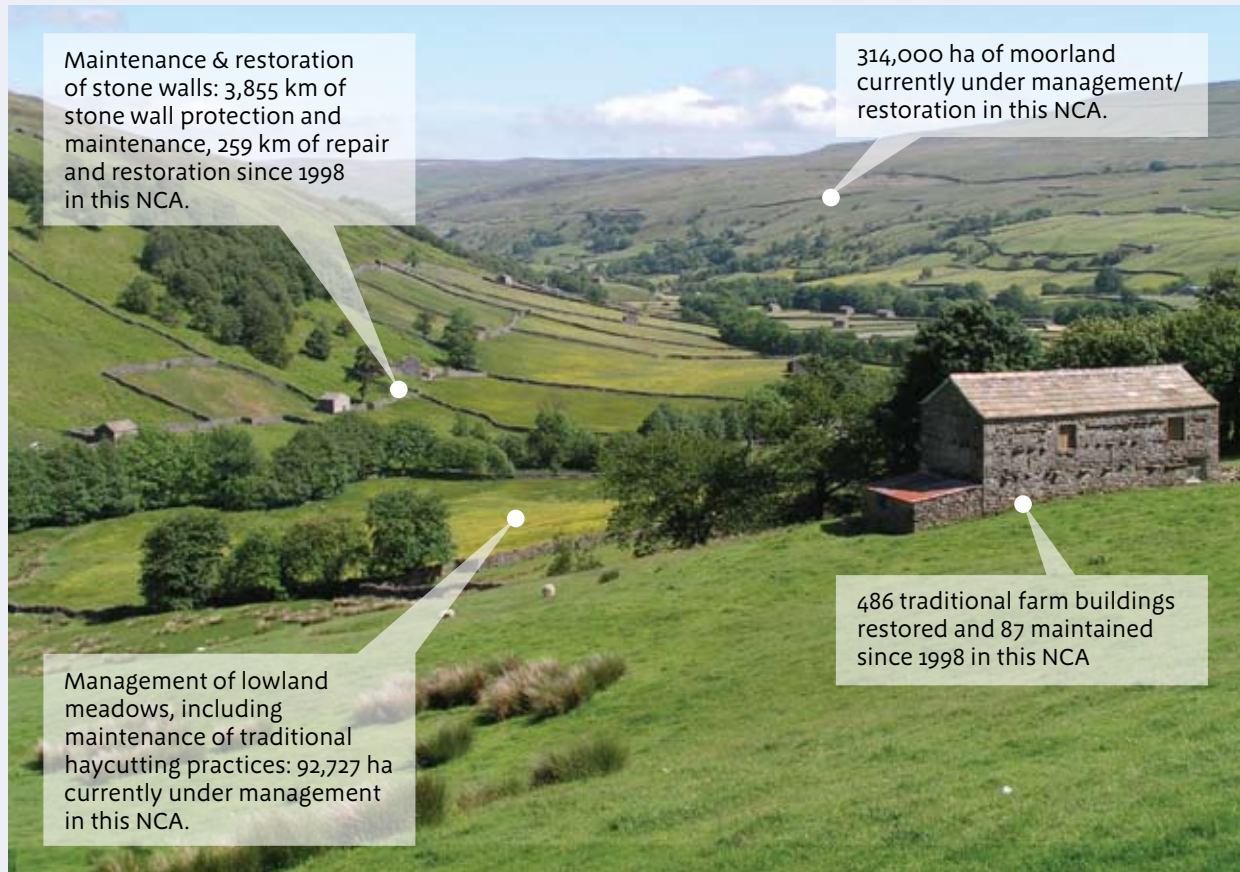 Maintenance & restoration
of stone walls: 3,855 km of
stone wall protection and
maintenance, 259 km of repair
and restoration since 1998
in this NCA.
314,000 ha of moorland
currently under management/
restoration in this NCA.
486 traditional farm buildings
restored and 87 maintained
since 1998 in this NCA
Management of lowland
meadows, including
maintenance of traditional
haycutting practices: 92,727 ha
currently under management
in this NCA.